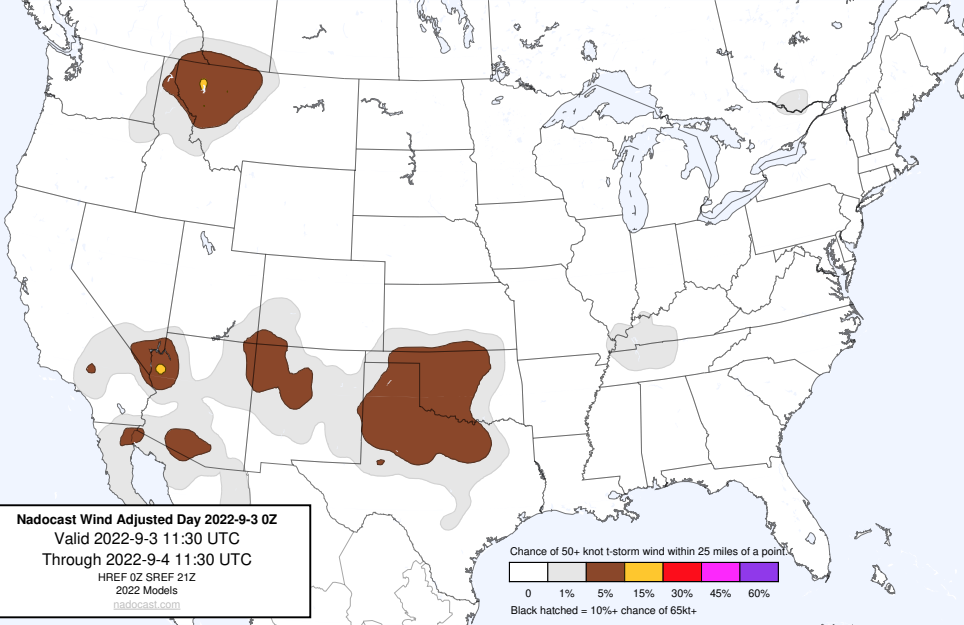 Nadocast Wind Adjusted Day 2022-9-3 0Z
Valid 2022-9-3 11:30 UTC
Through 2022-9-4 11:30 UTC
HREF 0Z SREF 21Z
2022 Models
nadocast.com
Chance of 50+ knot t-storm wind within 25 miles of a point.
0 1% 5% 15% 30% 45% 60%
Black hatched = 10%+ chance of 65kt+